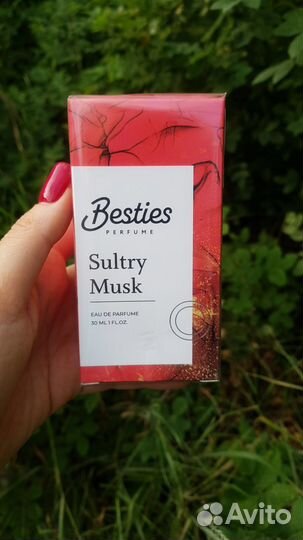 Besties
PERFUME
Sultry
Musk
EAU DE PARFUME
30 ML 1 FL.OZ.
Avito